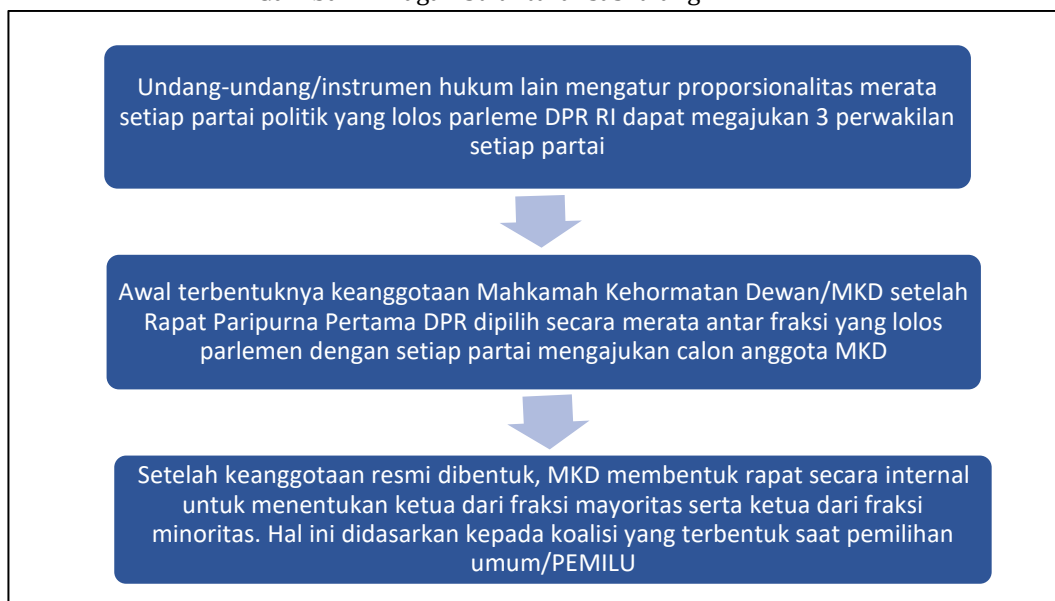 Undang-undang/instrumen hukum lain mengatur proporsionalitas merata
setiap partai politik yang lolos parleme DPR RI dapat megajukan 3 perwakilan
setiap partai
Awal terbentuknya keanggotaan Mahkamah Kehormatan Dewan/MKD setelah
Rapat Paripurna Pertama DPR dipilih secara merata antar fraksi yang lolos
parlemen dengan setiap partai mengajukan calon anggota MKD
Setelah keanggotaan resmi dibentuk, MKD membentuk rapat secara internal
untuk menentukan ketua dari fraksi mayoritas serta ketua dari fraksi
minoritas. Hal ini didasarkan kepada koalisi yang terbentuk saat pemilihan
umum/PEMILU